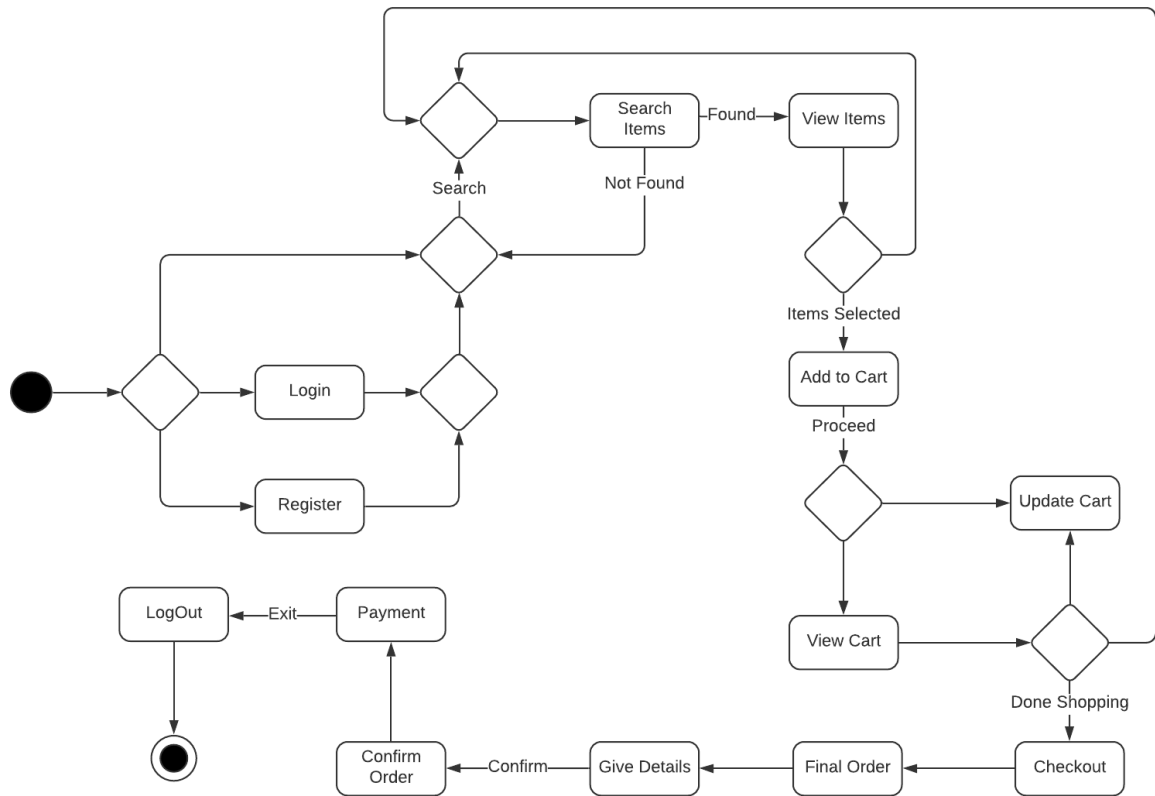 Search
Items
Found
View Items
Search
Not Found
Items Selected
Login
Add to Cart
Proceed
Register
Update Cart
LogOut
Exit
Payment
View Cart
Done Shopping
Confirm
Order
Confirm
Give Details
Final Order
Checkout